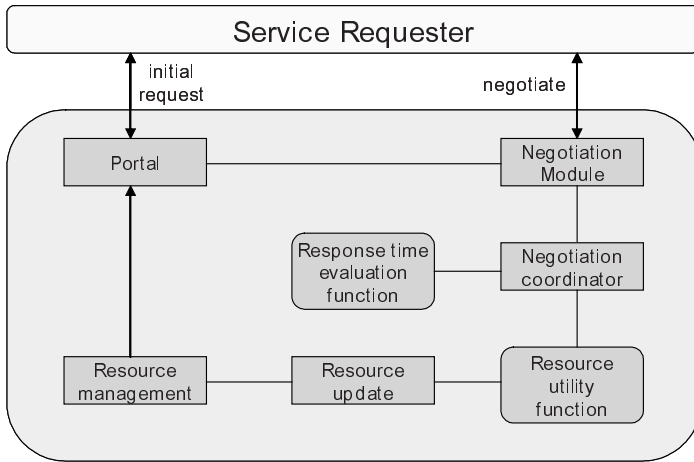 Service Requester
initial
request
negotiate
Portal
Negotiation
Module
Response time
evaluation
function
Negotiation
coordinator
Resource
management
Resource
update
Resource
utility
function